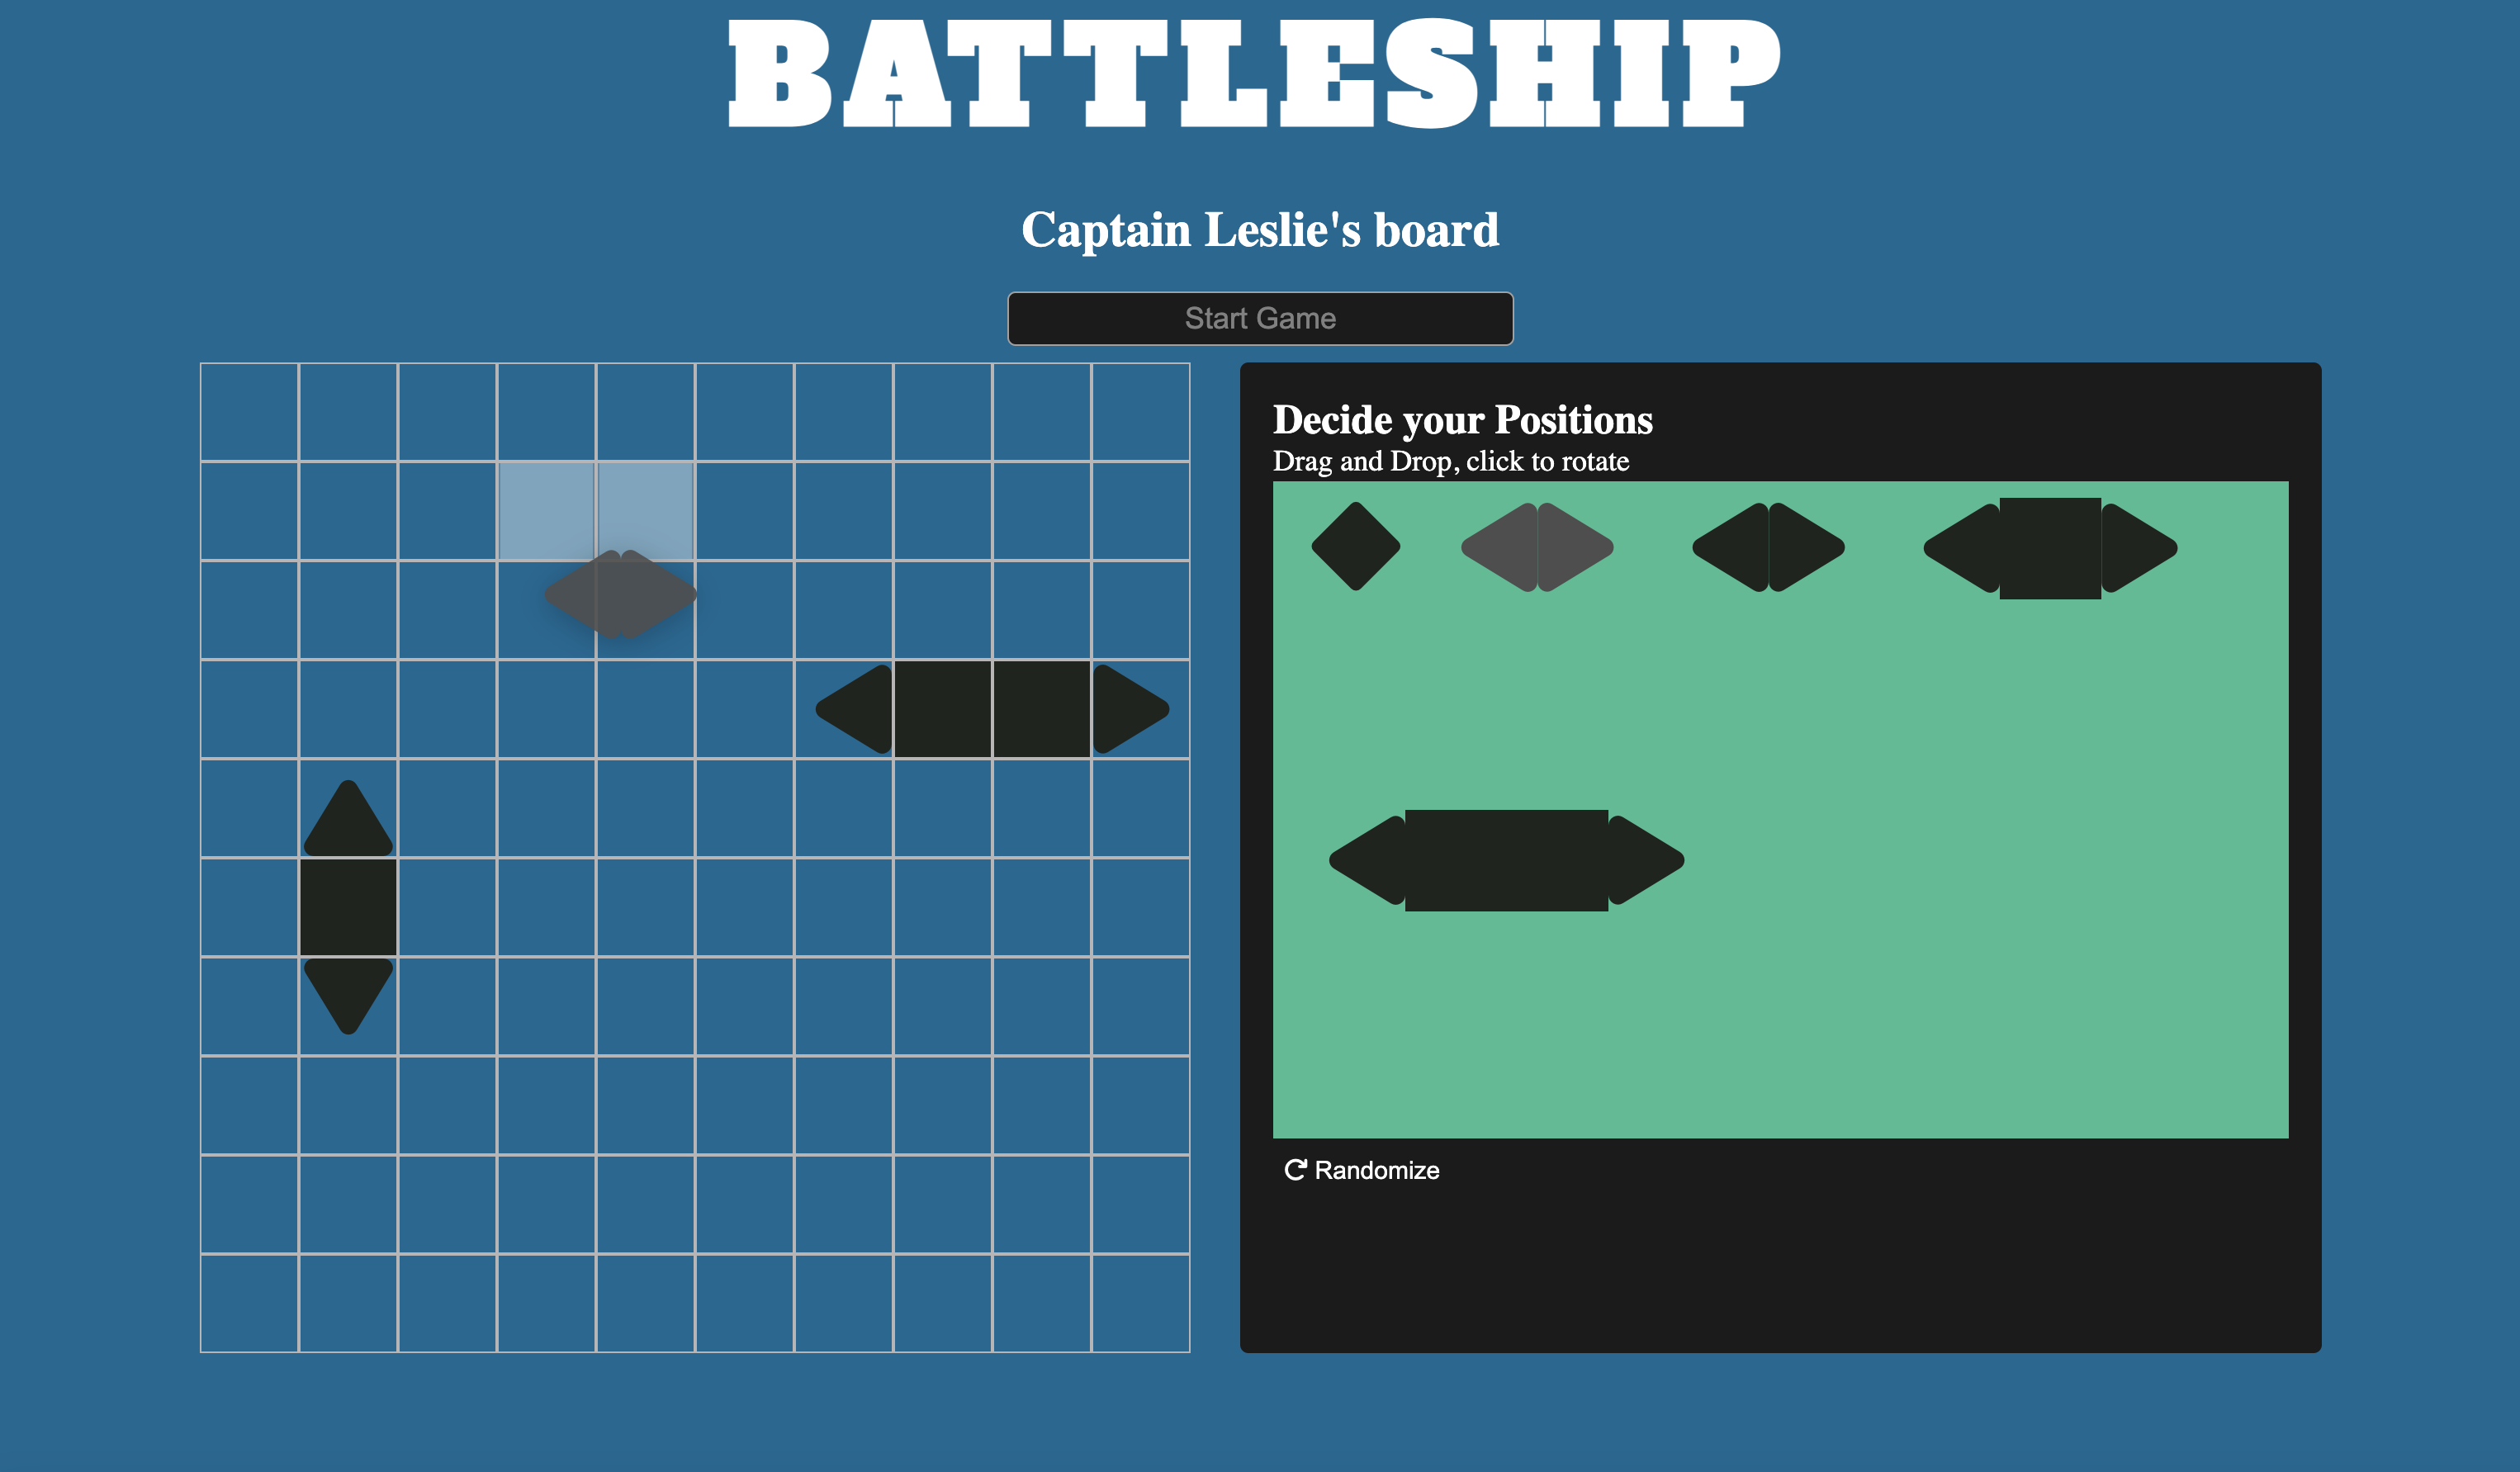 BATTLESHIP
Captain Leslie's board
Start Game
Decide your Positions
Drag and Drop, click to rotate
Randomize